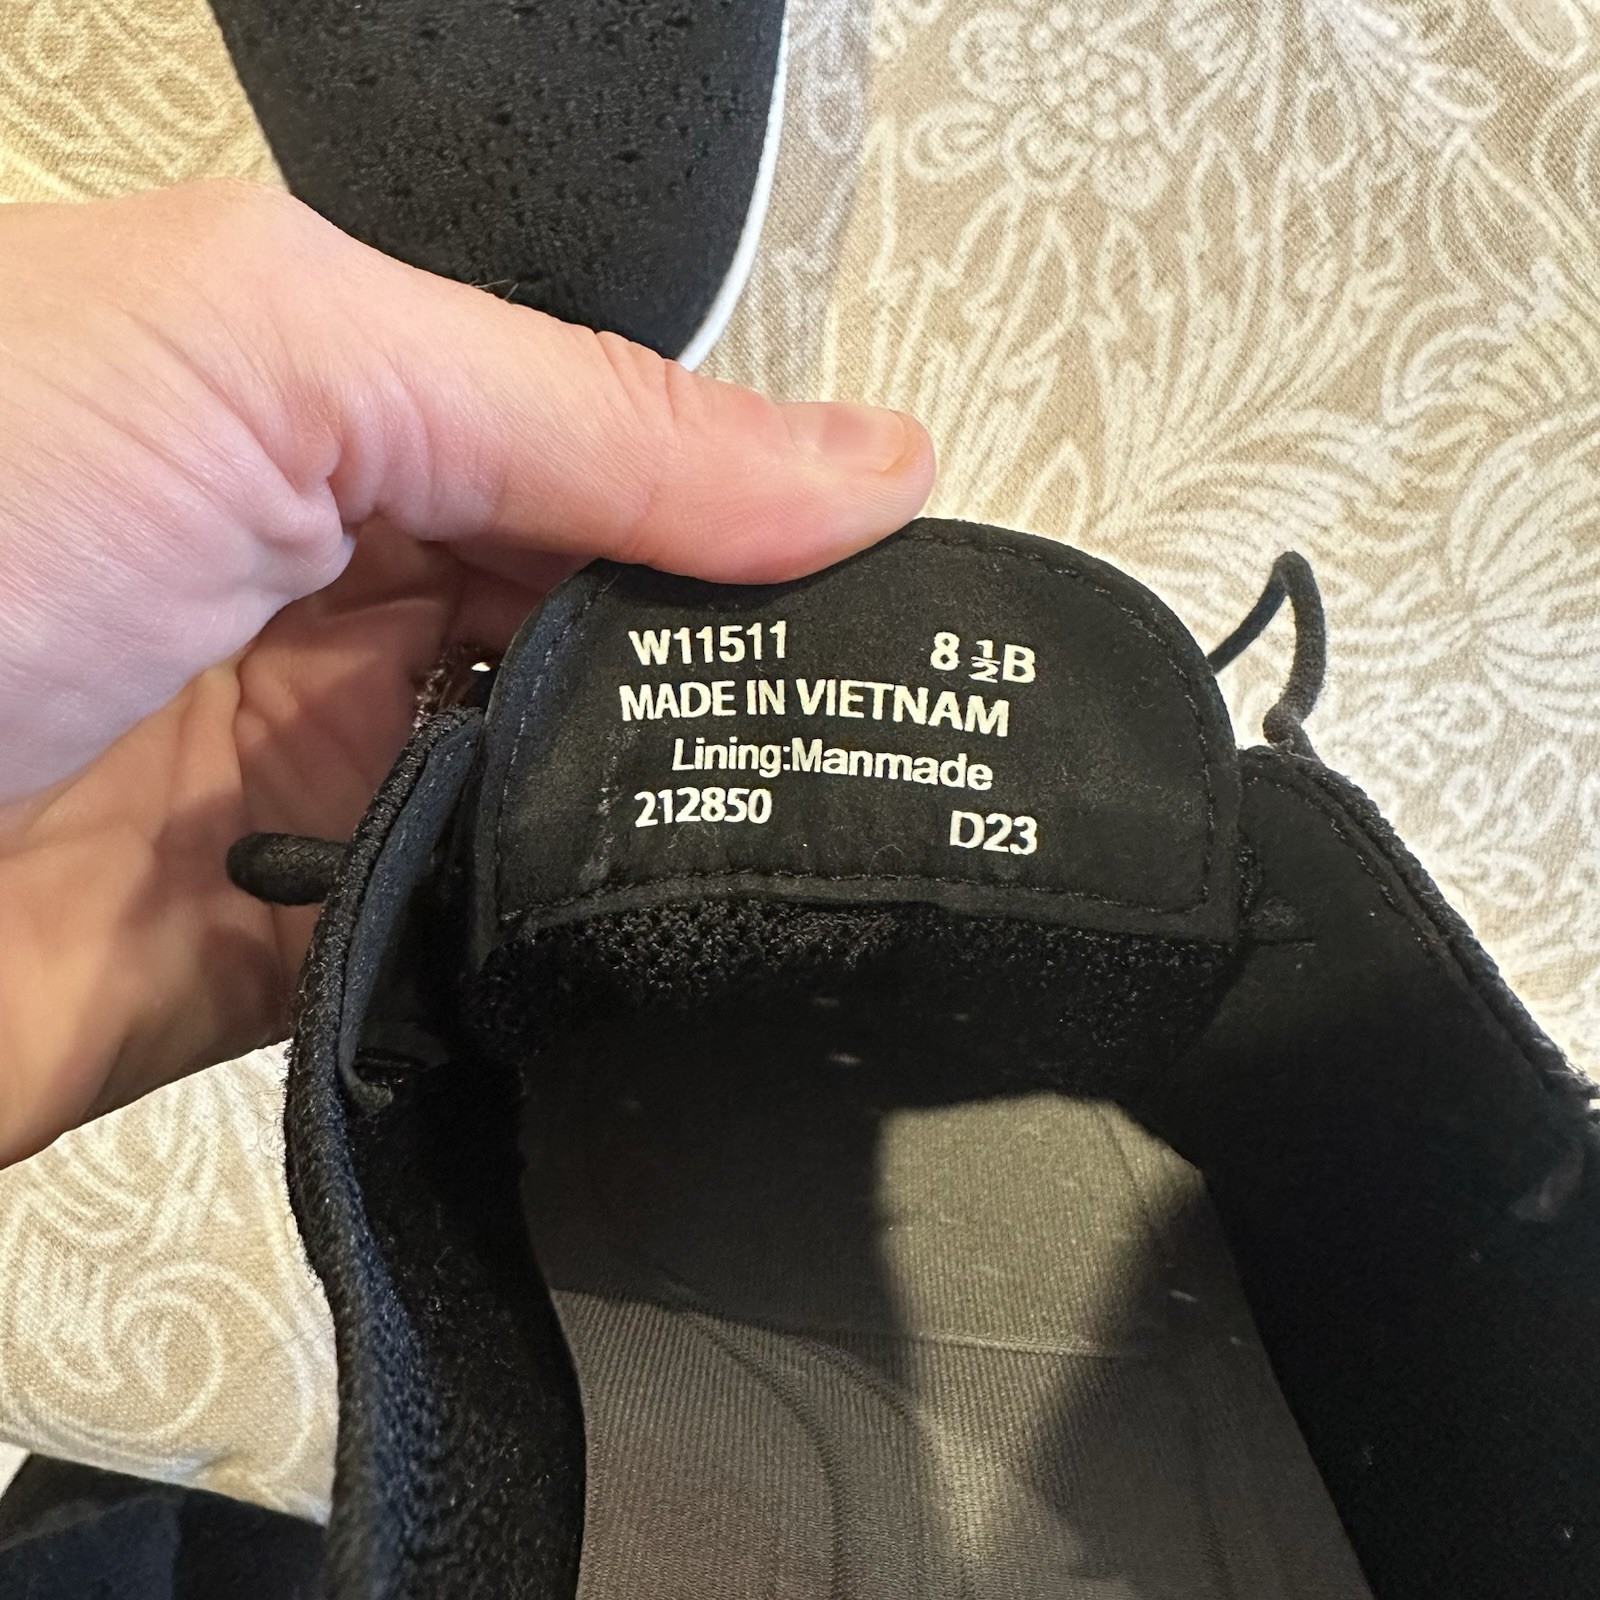 W11511 8 ½B
MADE IN VIETNAM
Lining:Manmade
212850 D23